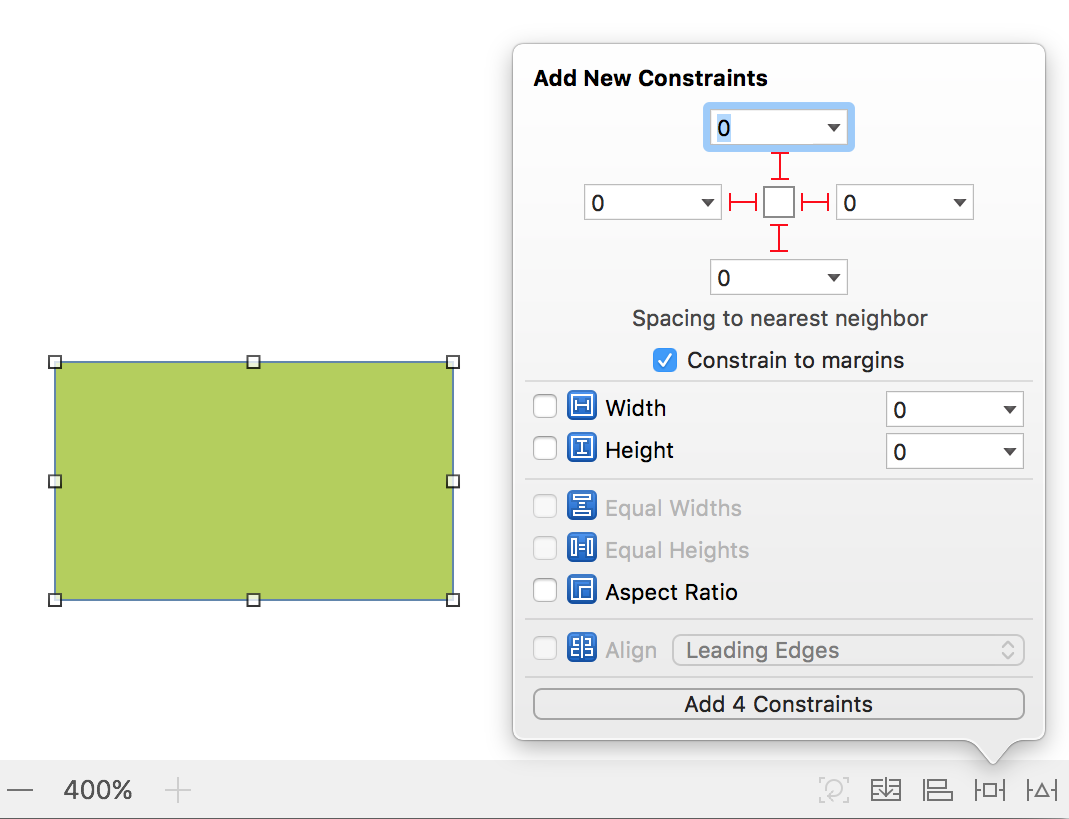 Add New Constraints
0
0 0
0
Spacing to nearest neighbor
Constrain to margins
Width 0
Height 0
Equal Widths
Equal Heights
Aspect Ratio
Align Leading Edges
Add 4 Constraints
400%